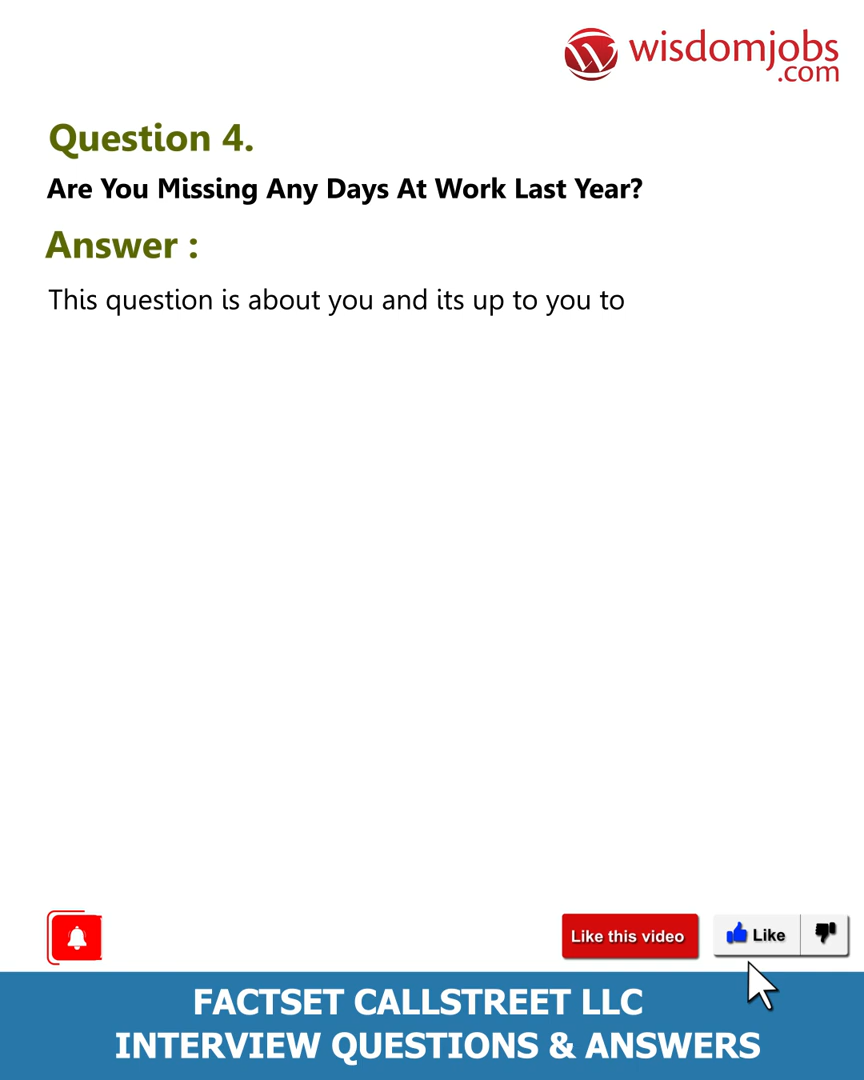 wisdomjobs
.com
Question 4.
Are You Missing Any Days At Work Last Year?
Answer :
This question is about you and its up to you to
Like this video
Like
FACTSET CALLSTREET LLC
INTERVIEW QUESTIONS & ANSWERS